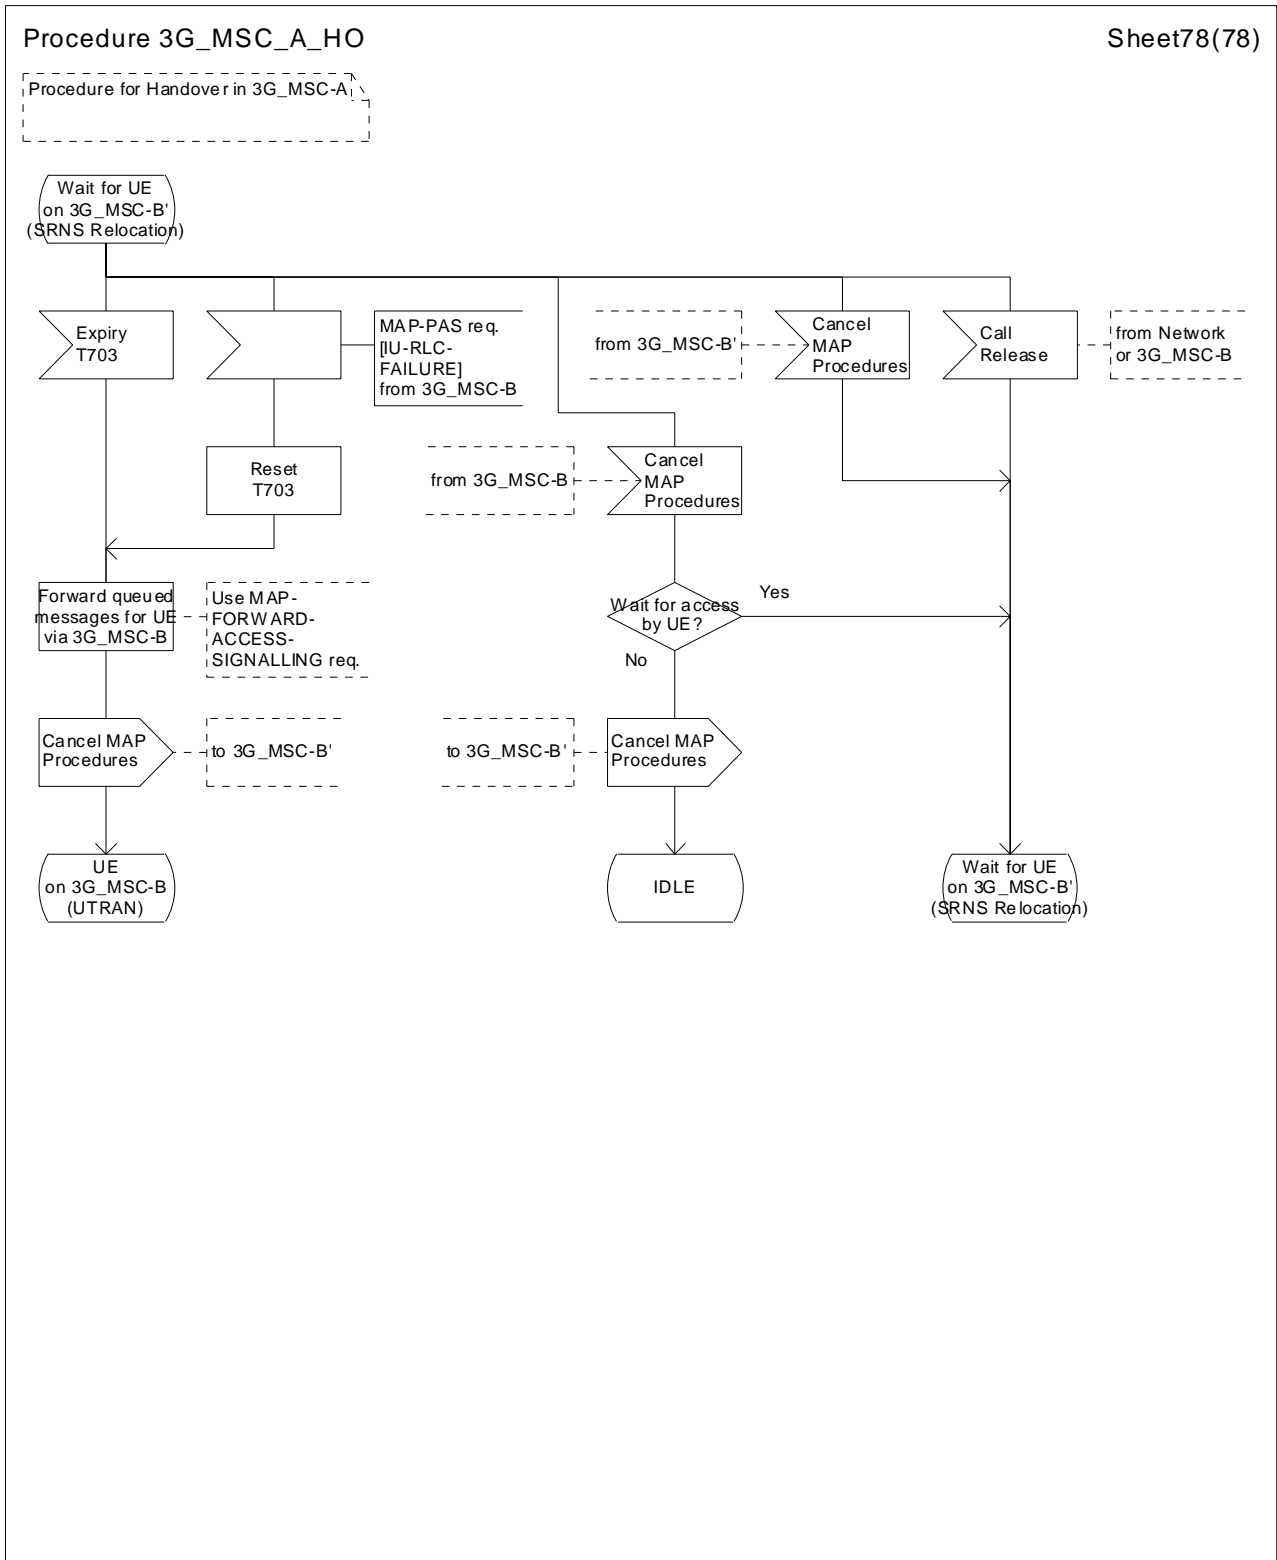 Procedure 3G_MSC_A_HO
Sheet78(78)
Procedure for Handover in 3G_MSC-A
Wait for UE
on 3G_MSC-B'
(SRNS Relocation)
Expiry
T703
MAP-PAS req.
[IU-RLC-
FAILURE]
from 3G_MSC-B
from 3G_MSC-B'
Cancel
MAP
Procedures
Call
Release
from Network
or 3G_MSC-B
Reset
T703
from 3G_MSC-B
Cancel
MAP
Procedures
Forward queued
messages for UE
via 3G_MSC-B
Use MAP-
FORWARD-
ACCESS-
SIGNALLING req.
Wait for access
by UE?
Yes
No
Cancel MAP
Procedures
to 3G_MSC-B'
to 3G_MSC-B'
Cancel MAP
Procedures
UE
on 3G_MSC-B
(UTRAN)
IDLE
Wait for UE
on 3G_MSC-B'
(SRNS Relocation)